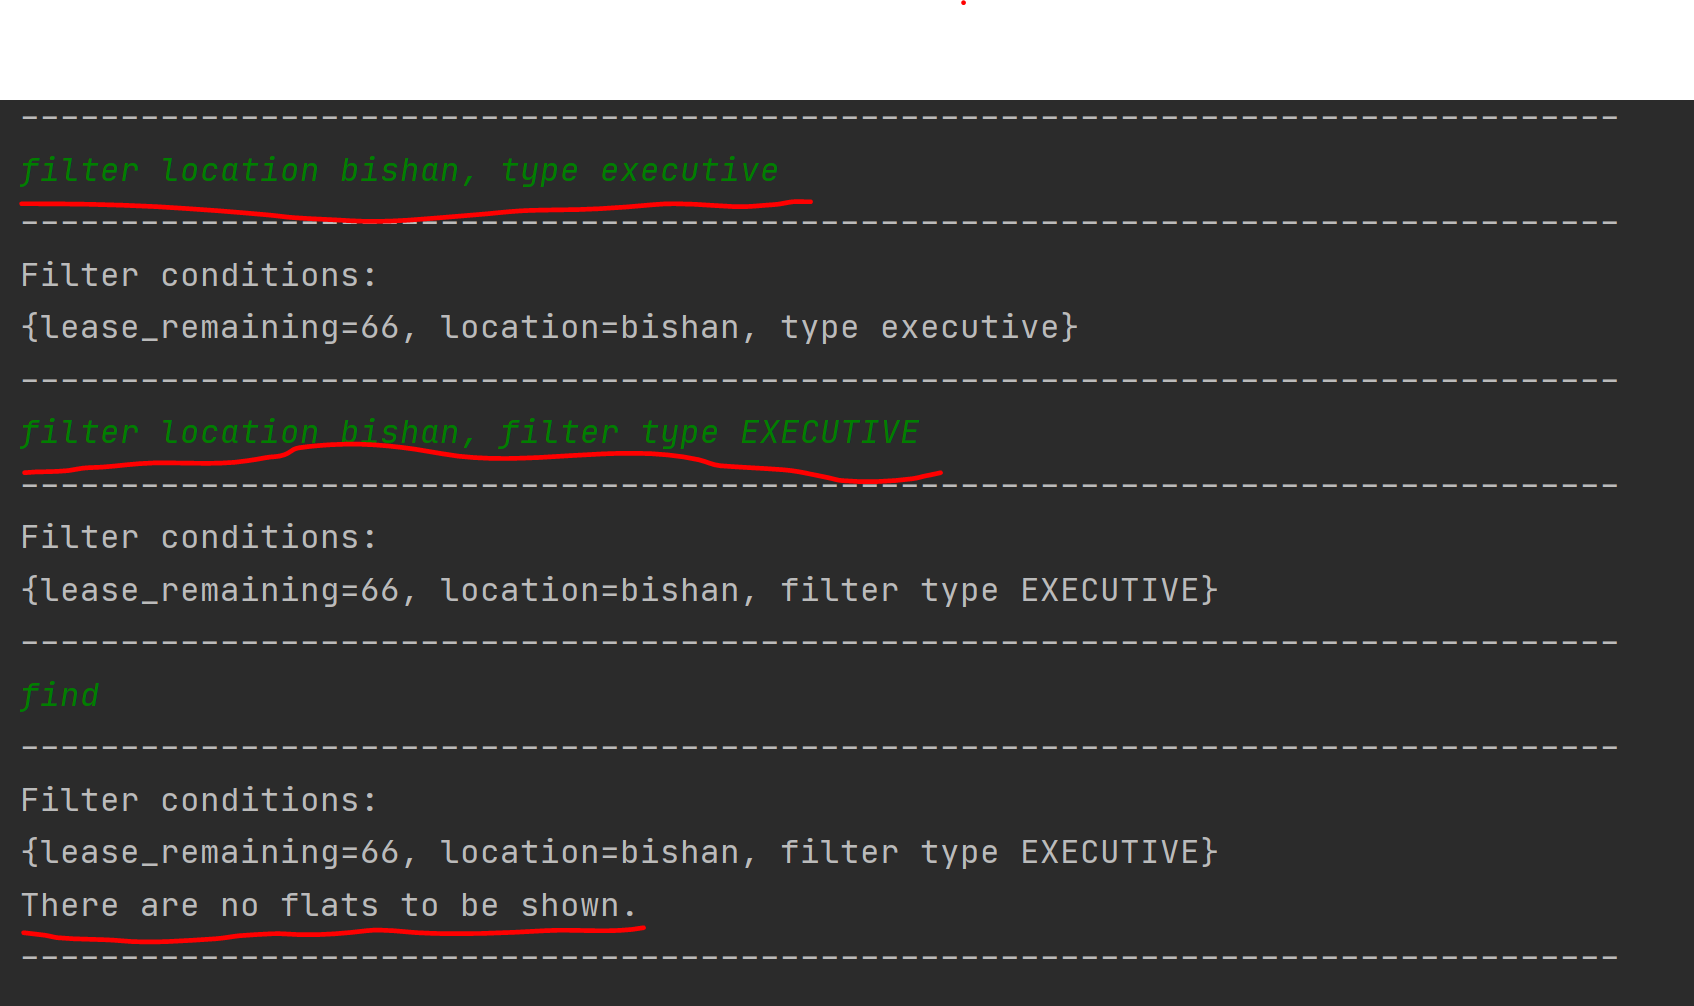 --------------------------------------------------------------------------------
filter location bishan, type executive
--------------------------------------------------------------------------------
Filter conditions:
{lease_remaining=66, location=bishan, type executive}
--------------------------------------------------------------------------------
filter location bishan, filter type EXECUTIVE
--------------------------------------------------------------------------------
Filter conditions:
{lease_remaining=66, location=bishan, filter type EXECUTIVE}
--------------------------------------------------------------------------------
find
--------------------------------------------------------------------------------
Filter conditions:
{lease_remaining=66, location=bishan, filter type EXECUTIVE}
There are no flats to be shown.
--------------------------------------------------------------------------------